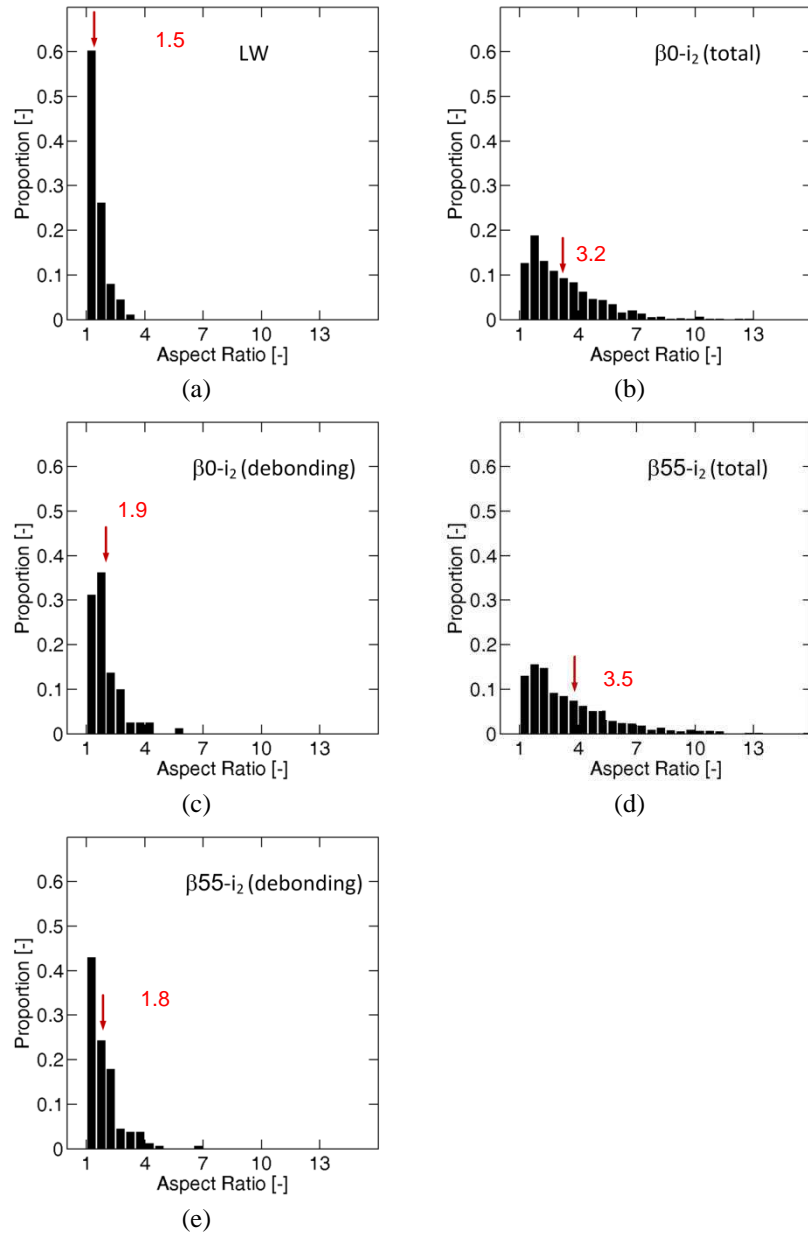 1.5
LW
0.6
0.5
0.4
0.3
0.2
0.1
0
Proportion [-]
1 4 7 10 13
Aspect Ratio [-]
(a)
β0-i₂ (total)
3.2
0.6
0.5
0.4
0.3
0.2
0.1
0
Proportion [-]
1 4 7 10 13
Aspect Ratio [-]
(b)
β0-i₂ (debonding)
1.9
0.6
0.5
0.4
0.3
0.2
0.1
0
Proportion [-]
1 4 7 10 13
Aspect Ratio [-]
(c)
β55-i₂ (total)
3.5
0.6
0.5
0.4
0.3
0.2
0.1
0
Proportion [-]
1 4 7 10 13
Aspect Ratio [-]
(d)
β55-i₂ (debonding)
1.8
0.6
0.5
0.4
0.3
0.2
0.1
0
Proportion [-]
1 4 7 10 13
Aspect Ratio [-]
(e)